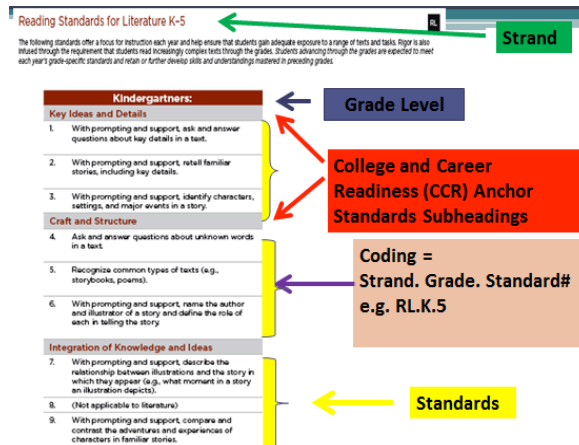 Reading Standards for Literature K–5
RL
Strand
The following standards offer a focus for instruction each year and help ensure that students gain adequate exposure to a range of texts and tasks. Rigor is also
infused through the requirement that students read increasingly complex texts through the grades. Students advancing through the grades are expected to meet
each year's grade-specific standards and retain or further develop skills and understandings mastered in preceding grades.
Kindergartners:
Grade Level
Key Ideas and Details
1. With prompting and support, ask and answer
questions about key details in a text.
2. With prompting and support, retell familiar
stories, including key details.
3. With prompting and support, identify characters,
settings, and major events in a story.
College and Career
Readiness (CCR) Anchor
Standards Subheadings
Craft and Structure
4. Ask and answer questions about unknown words
in a text.
5. Recognize common types of texts (e.g.,
storybooks, poems).
6. With prompting and support, name the author
and illustrator of a story and define the role of
each in telling the story.
Coding =
Strand. Grade. Standard#
e.g. RL.K.5
Integration of Knowledge and Ideas
7. With prompting and support, describe the
relationship between illustrations and the story in
which they appear (e.g., what moment in a story
an illustration depicts).
8. (Not applicable to literature)
9. With prompting and support, compare and
contrast the adventures and experiences of
characters in familiar stories.
Standards